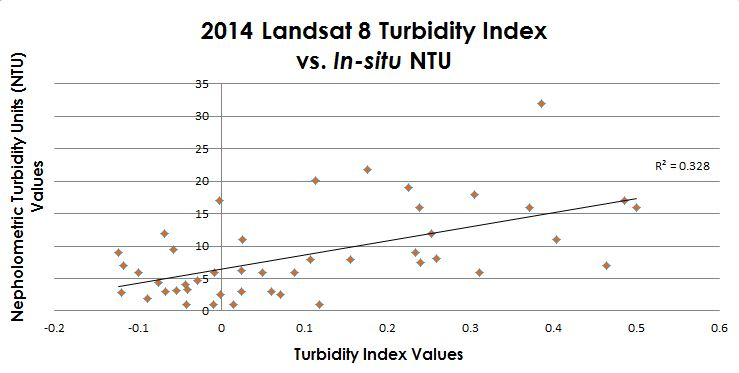 2014 Landsat 8 Turbidity Index
vs. In-situ NTU
Nepholometric Turbidity Units (NTU)
Values
35
30
25
20
15
10
5
0
R² = 0.328
-0.2 -0.1 0 0.1 0.2 0.3 0.4 0.5 0.6
Turbidity Index Values